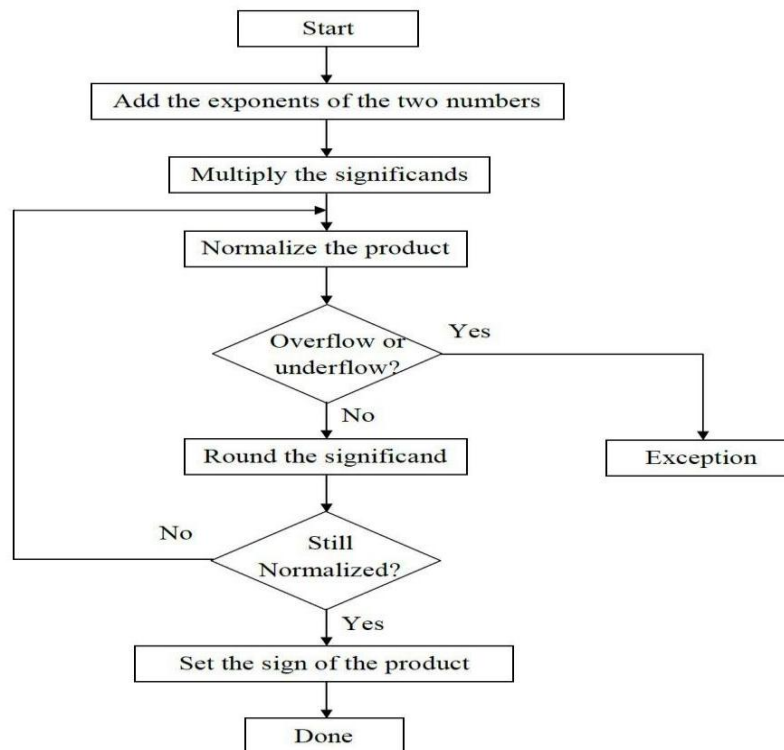 Start
Add the exponents of the two numbers
Multiply the significands
Normalize the product
Overflow or
underflow?
Yes
No
Round the significand
Exception
No
Still
Normalized?
Yes
Set the sign of the product
Done